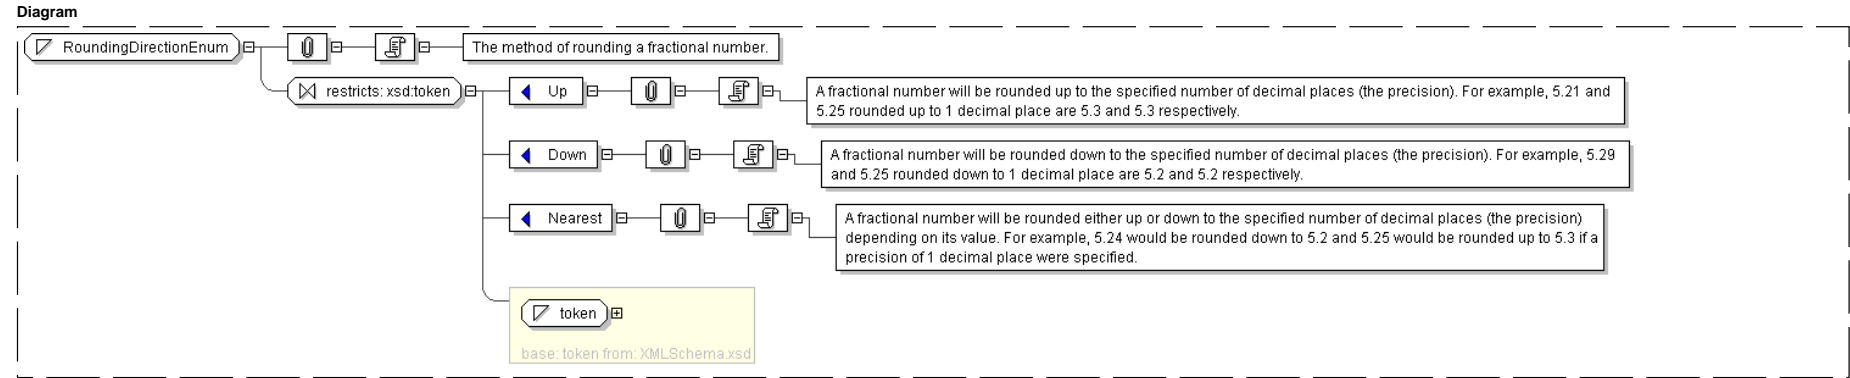 Diagram
RoundingDirectionEnum
The method of rounding a fractional number.
restricts: xsd:token
Up
A fractional number will be rounded up to the specified number of decimal places (the precision). For example, 5.21 and
5.25 rounded up to 1 decimal place are 5.3 and 5.3 respectively.
Down
A fractional number will be rounded down to the specified number of decimal places (the precision). For example, 5.29
and 5.25 rounded down to 1 decimal place are 5.2 and 5.2 respectively.
Nearest
A fractional number will be rounded either up or down to the specified number of decimal places (the precision)
depending on its value. For example, 5.24 would be rounded down to 5.2 and 5.25 would be rounded up to 5.3 if a
precision of 1 decimal place were specified.
token
base: token from: XMLSchema.xsd